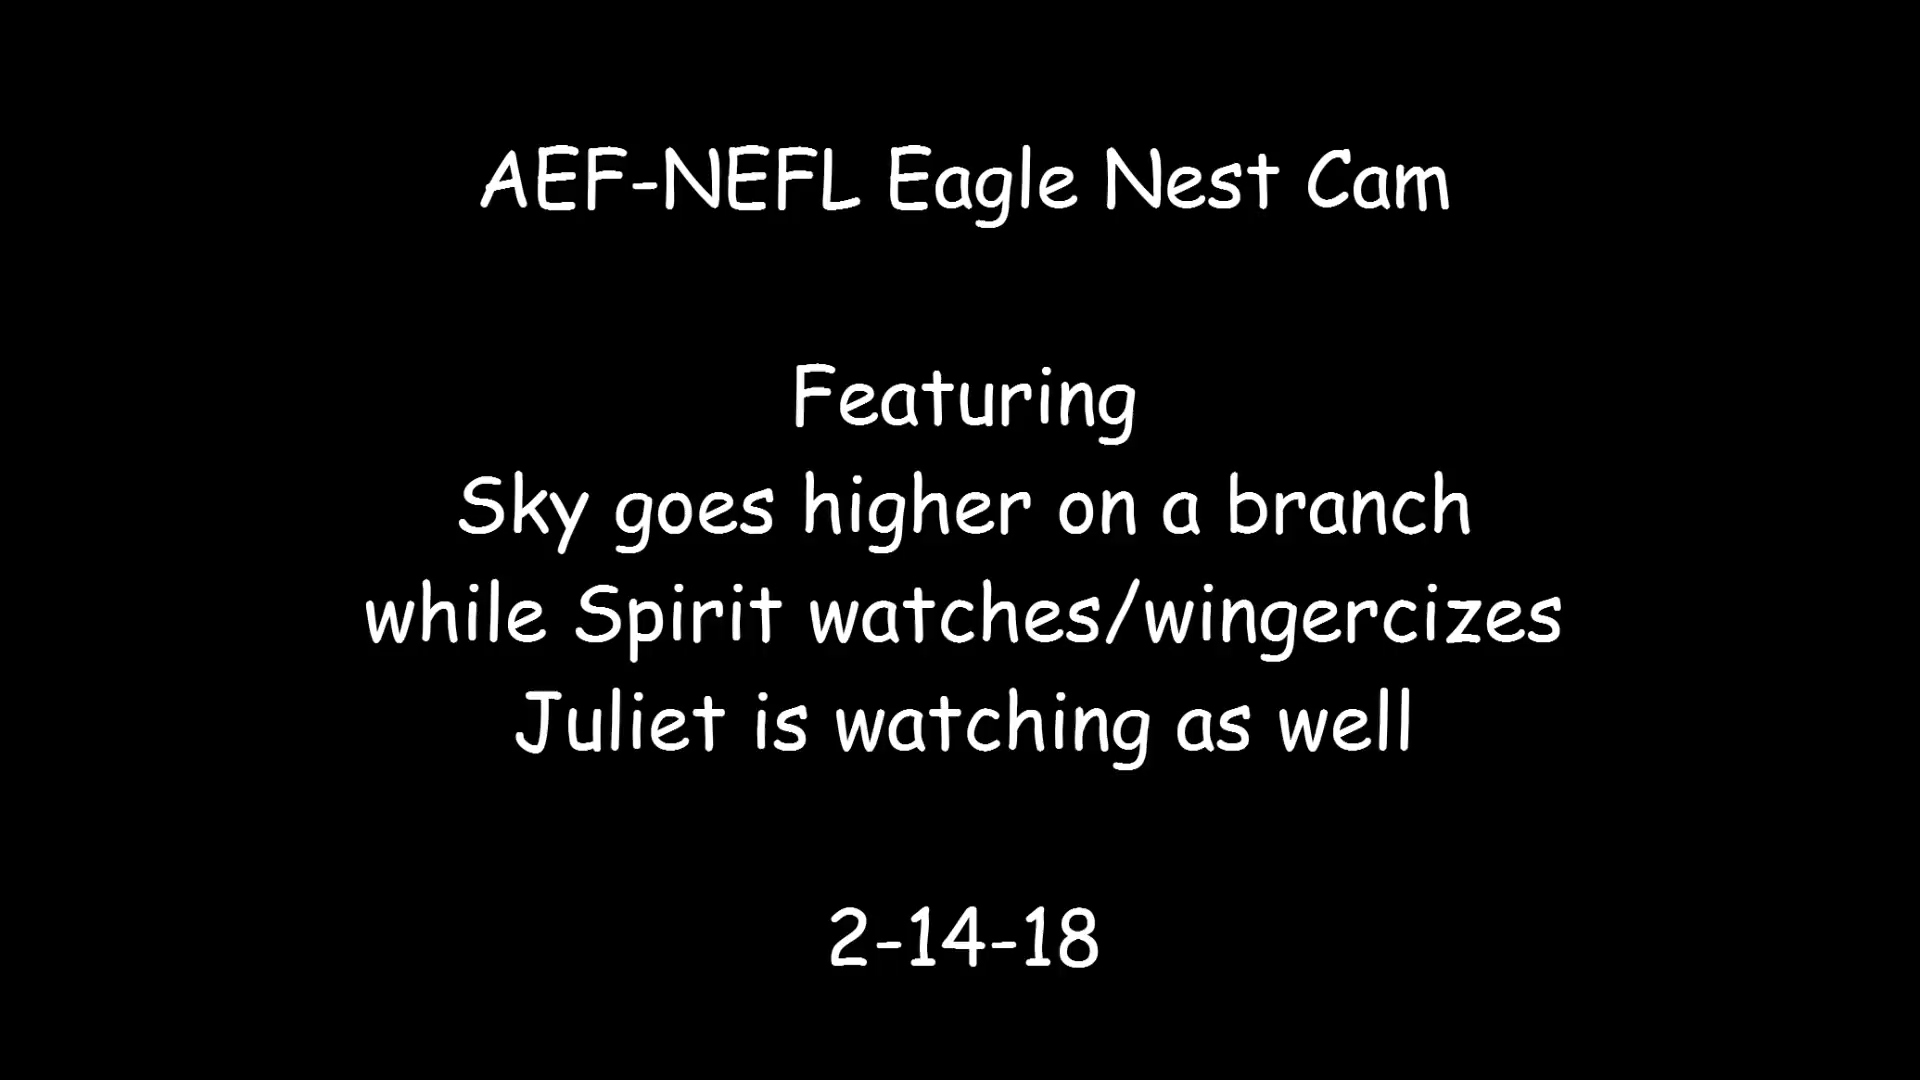 AEF-NEFL Eagle Nest Cam
Featuring
Sky goes higher on a branch
while Spirit watches/wingercizes
Juliet is watching as well
2-14-18